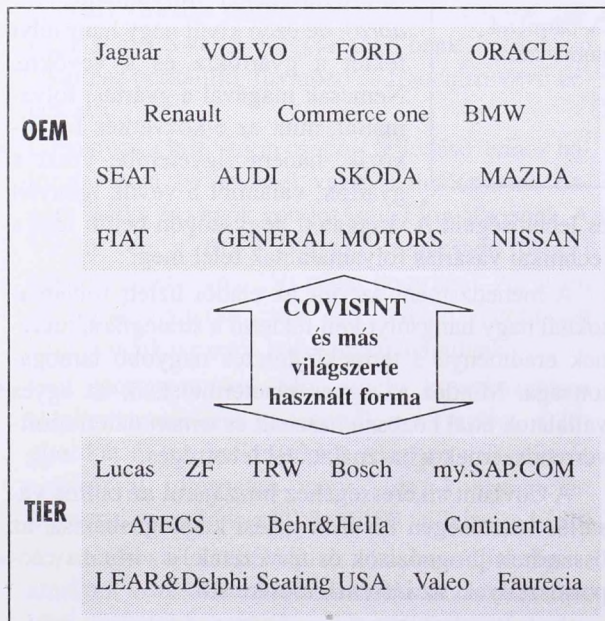 Jaguar VOLVO FORD ORACLE
Renault Commerce one BMW
OEM
SEAT AUDI SKODA MAZDA
FIAT GENERAL MOTORS NISSAN
COVISINT
és más
világszerte
használt forma
Lucas ZF TRW Bosch my.SAP.COM
TIER
ATECS Behr&Hella Continental
LEAR&Delphi Seating USA Valeo Faurecia